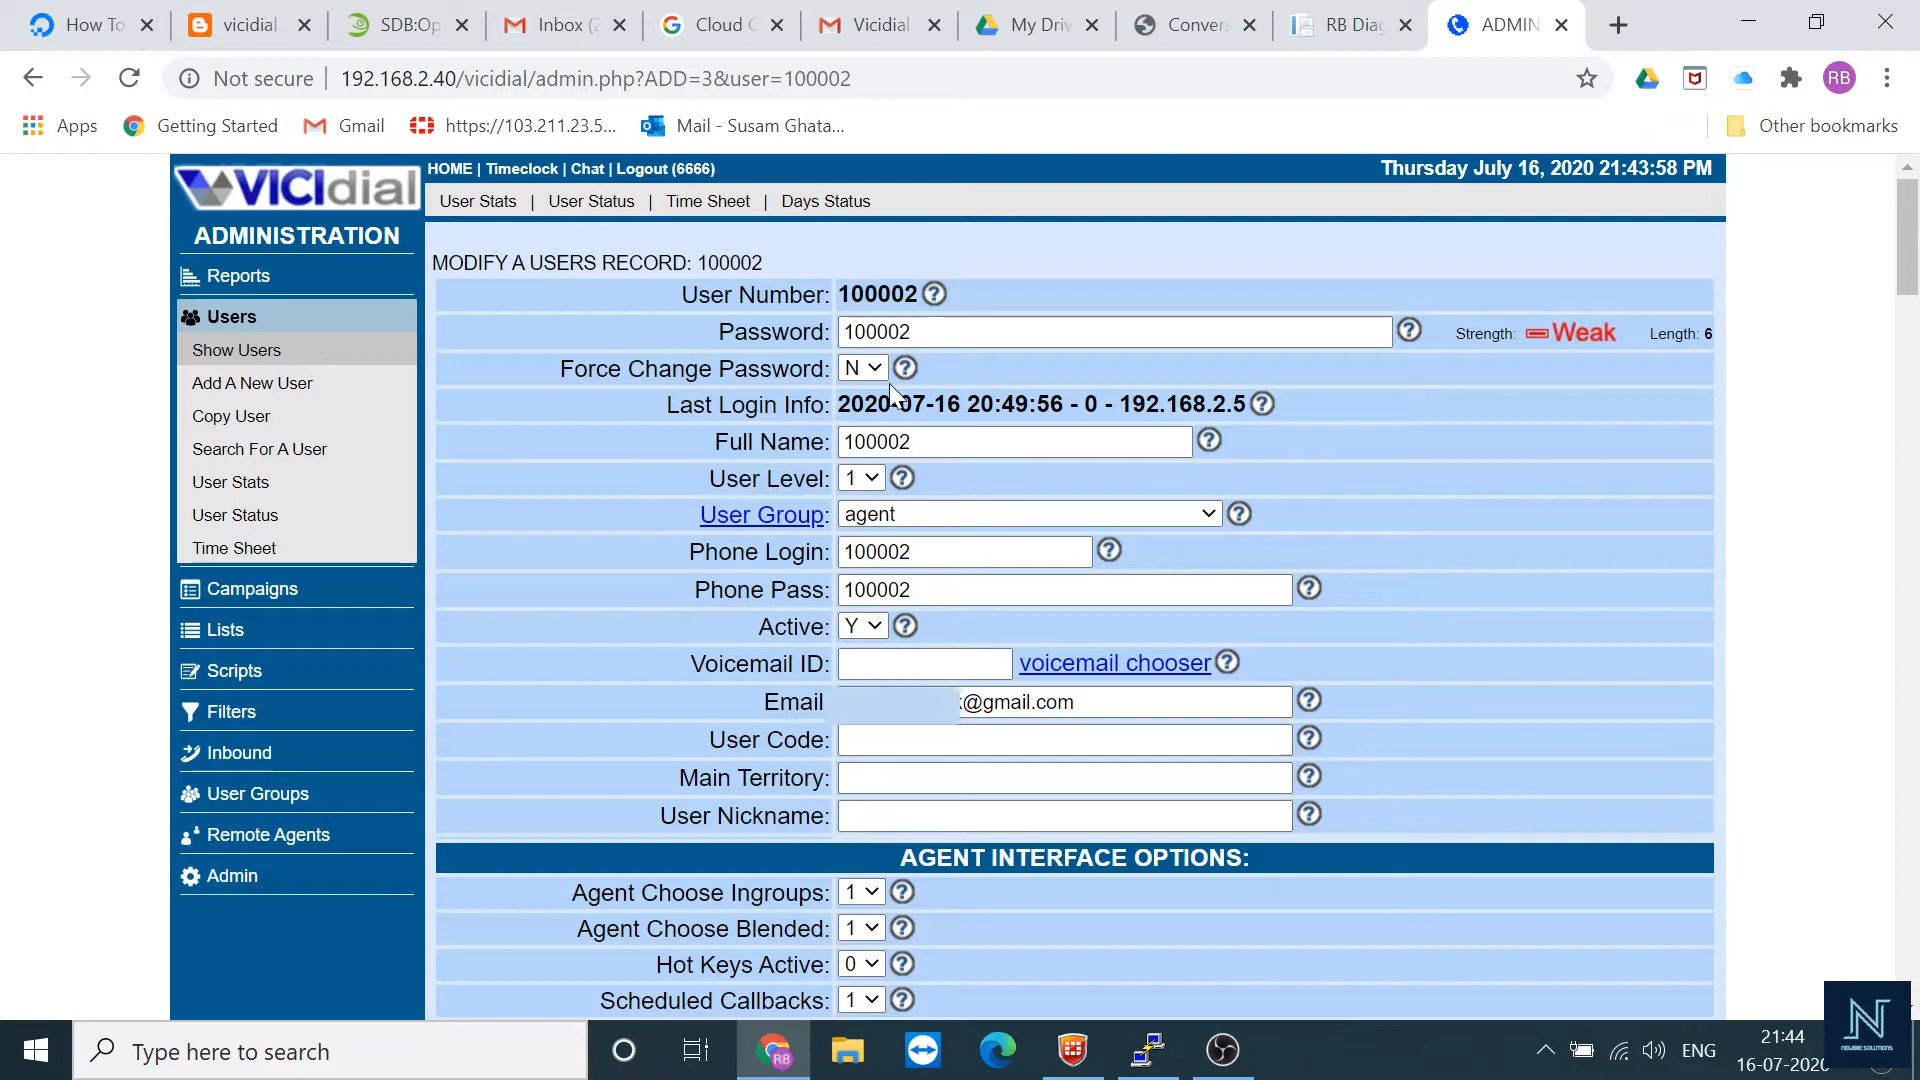 How To
vicidial
SDB:Op
Inbox (2
Cloud C
Vicidial
My Driv
Conver
RB Diag
ADMIN
Not secure
192.168.2.40/vicidial/admin.php?ADD=3&user=100002
RB
Apps
Getting Started
Gmail
https://103.211.23.5...
Mail - Susam Ghata...
Other bookmarks
VICIdial
HOME | Timeclock | Chat | Logout (6666)
Thursday July 16, 2020 21:43:58 PM
User Stats | User Status | Time Sheet | Days Status
ADMINISTRATION
Reports
Users
Show Users
Add A New User
Copy User
Search For A User
User Stats
User Status
Time Sheet
Campaigns
Lists
Scripts
Filters
Inbound
User Groups
Remote Agents
Admin
MODIFY A USERS RECORD: 100002
User Number: 100002
Password: 100002 Strength: Weak Length: 6
Force Change Password: N
Last Login Info: 2020-07-16 20:49:56 - 0 - 192.168.2.5
Full Name: 100002
User Level: 1
User Group: agent
Phone Login: 100002
Phone Pass: 100002
Active: Y
Voicemail ID: voicemail chooser
Email @gmail.com
User Code:
Main Territory:
User Nickname:
AGENT INTERFACE OPTIONS:
Agent Choose Ingroups: 1
Agent Choose Blended: 1
Hot Keys Active: 0
Scheduled Callbacks: 1
Type here to search
RB
ENG
21:44
16-07-2020
N
NEWBIE SOLUTIONS